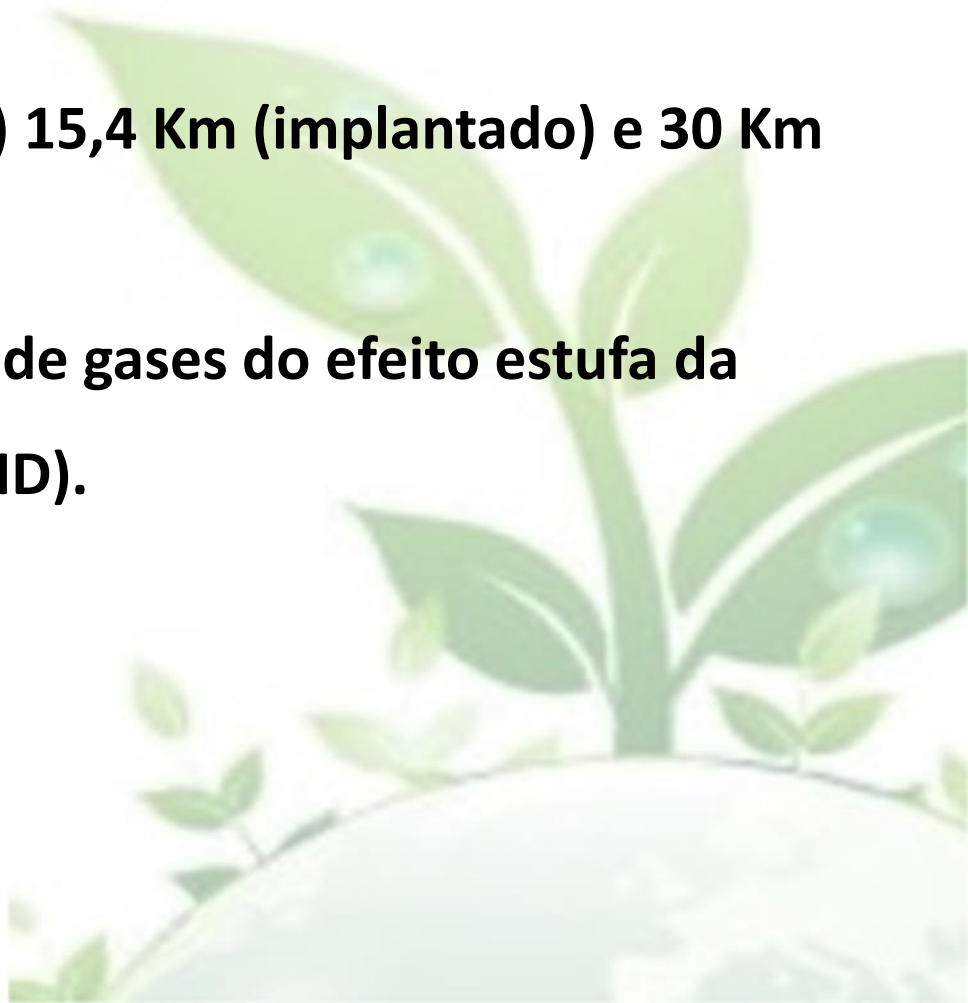 ) 15,4 Km (implantado) e 30 Km
de gases do efeito estufa da
ID).